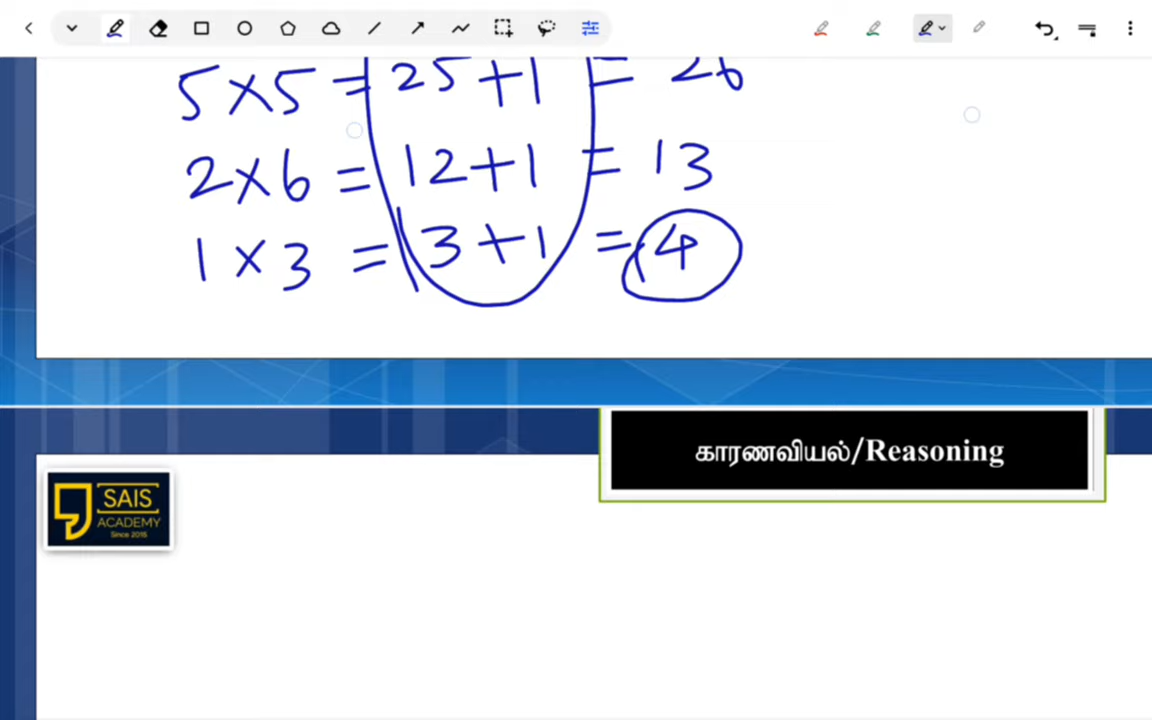 5×5 = 25+1 = 26
2×6 = 12+1 = 13
1×3 = 3+1 = 4
காரணவியல்/Reasoning
SAIS
ACADEMY
Since 2015